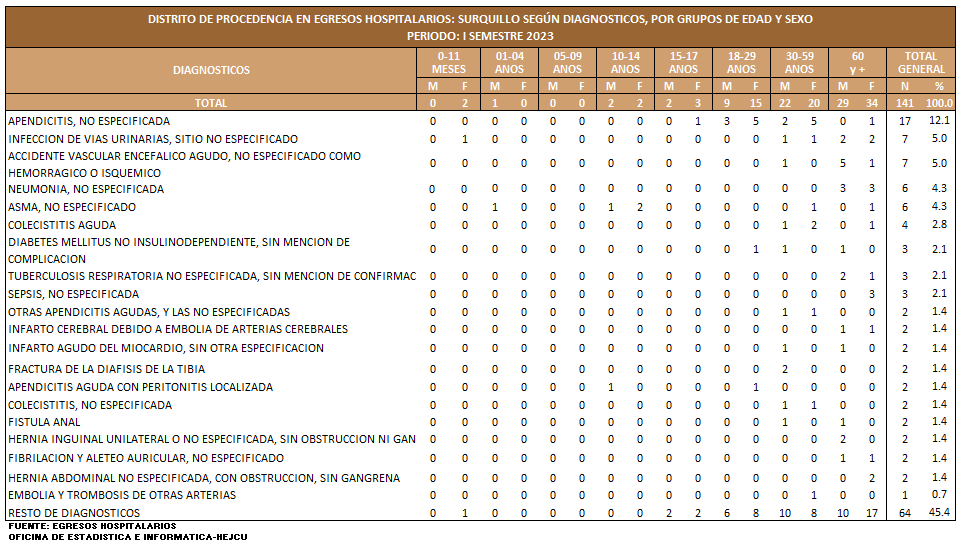 DISTRITO DE PROCEDENCIA EN EGRESOS HOSPITALARIOS: SURQUILLO SEGÚN DIAGNOSTICOS, POR GRUPOS DE EDAD Y SEXO
PERIODO: I SEMESTRE 2023
DIAGNOSTICOS 0-11 MESES 01-04 ANOS 05-09 ANOS 10-14 ANOS 15-17 ANOS 18-29 ANOS 30-59 ANOS 60 y + TOTAL GENERAL
M F M F M F M F M F M F M F M F N %
TOTAL 0 2 1 0 0 0 2 2 2 3 9 15 22 20 29 34 141 100.0
APENDICITIS, NO ESPECIFICADA 0 0 0 0 0 0 0 0 0 1 3 5 2 5 0 1 17 12.1
INFECCION DE VIAS URINARIAS, SITIO NO ESPECIFICADO 0 1 0 0 0 0 0 0 0 0 0 0 1 1 2 2 7 5.0
ACCIDENTE VASCULAR ENCEFALICO AGUDO, NO ESPECIFICADO COMO
HEMORRAGICO O ISQUEMICO 0 0 0 0 0 0 0 0 0 0 0 0 1 0 5 1 7 5.0
NEUMONIA, NO ESPECIFICADA 0 0 0 0 0 0 0 0 0 0 0 0 0 0 3 3 6 4.3
ASMA, NO ESPECIFICADO 0 0 1 0 0 0 1 2 0 0 0 0 0 1 0 1 6 4.3
COLECISTITIS AGUDA 0 0 0 0 0 0 0 0 0 0 0 0 1 2 0 1 4 2.8
DIABETES MELLITUS NO INSULINODEPENDIENTE, SIN MENCION DE
COMPLICACION 0 0 0 0 0 0 0 0 0 0 0 1 1 0 1 0 3 2.1
TUBERCULOSIS RESPIRATORIA NO ESPECIFICADA, SIN MENCION DE CONFIRMAC 0 0 0 0 0 0 0 0 0 0 0 0 0 0 2 1 3 2.1
SEPSIS, NO ESPECIFICADA 0 0 0 0 0 0 0 0 0 0 0 0 0 0 0 3 3 2.1
OTRAS APENDICITIS AGUDAS, Y LAS NO ESPECIFICADAS 0 0 0 0 0 0 0 0 0 0 0 0 1 1 0 0 2 1.4
INFARTO CEREBRAL DEBIDO A EMBOLIA DE ARTERIAS CEREBRALES 0 0 0 0 0 0 0 0 0 0 0 0 0 0 1 1 2 1.4
INFARTO AGUDO DEL MIOCARDIO, SIN OTRA ESPECIFICACION 0 0 0 0 0 0 0 0 0 0 0 0 1 0 1 0 2 1.4
FRACTURA DE LA DIAFISIS DE LA TIBIA 0 0 0 0 0 0 0 0 0 0 0 0 2 0 0 0 2 1.4
APENDICITIS AGUDA CON PERITONITIS LOCALIZADA 0 0 0 0 0 0 1 0 0 0 0 1 0 0 0 0 2 1.4
COLECISTITIS, NO ESPECIFICADA 0 0 0 0 0 0 0 0 0 0 0 0 1 1 0 0 2 1.4
FISTULA ANAL 0 0 0 0 0 0 0 0 0 0 0 0 1 0 1 0 2 1.4
HERNIA INGUINAL UNILATERAL O NO ESPECIFICADA, SIN OBSTRUCCION NI GAN 0 0 0 0 0 0 0 0 0 0 0 0 0 0 2 0 2 1.4
FIBRILACION Y ALETEO AURICULAR, NO ESPECIFICADO 0 0 0 0 0 0 0 0 0 0 0 0 0 0 1 1 2 1.4
HERNIA ABDOMINAL NO ESPECIFICADA, CON OBSTRUCCION, SIN GANGRENA 0 0 0 0 0 0 0 0 0 0 0 0 0 0 0 2 2 1.4
EMBOLIA Y TROMBOSIS DE OTRAS ARTERIAS 0 0 0 0 0 0 0 0 0 0 0 0 0 1 0 0 1 0.7
RESTO DE DIAGNOSTICOS 0 1 0 0 0 0 0 0 2 2 6 8 10 8 10 17 64 45.4
FUENTE: EGRESOS HOSPITALARIOS
OFICINA DE ESTADISTICA E INFORMATICA-HEJCU